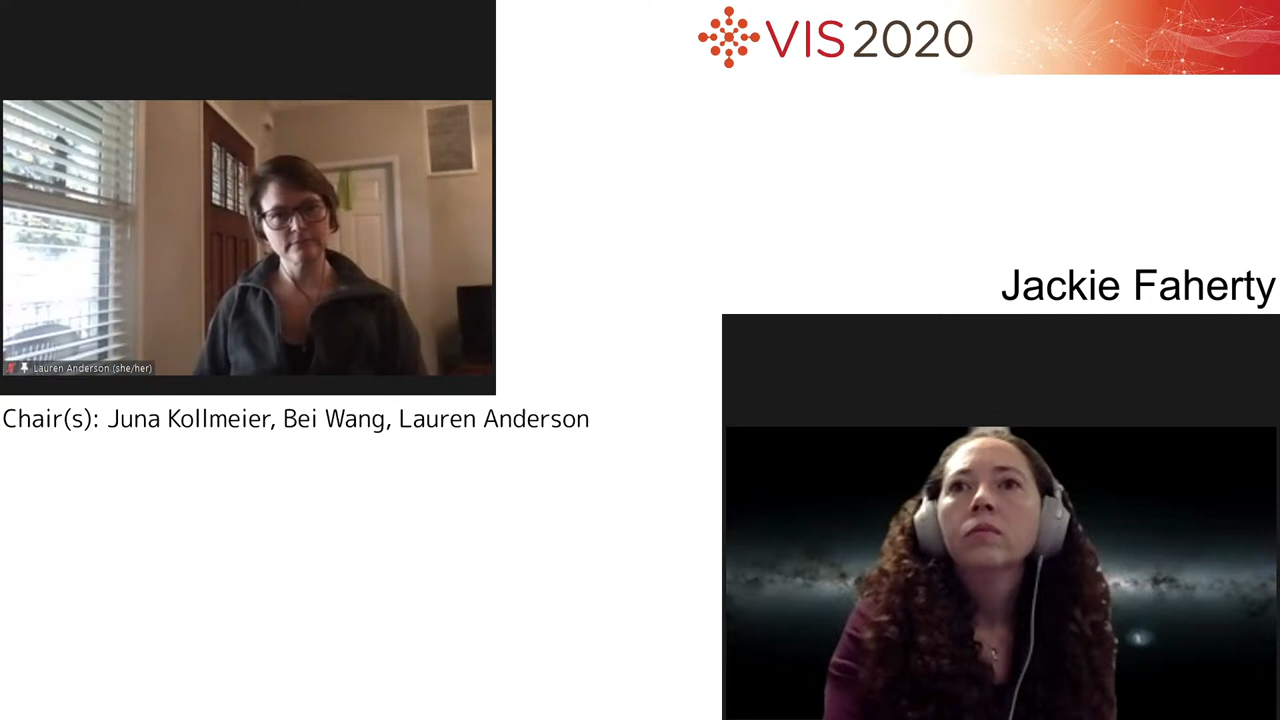 VIS2020
Jackie Faherty
Lauren Anderson (she/her)
Chair(s): Juna Kollmeier, Bei Wang, Lauren Anderson